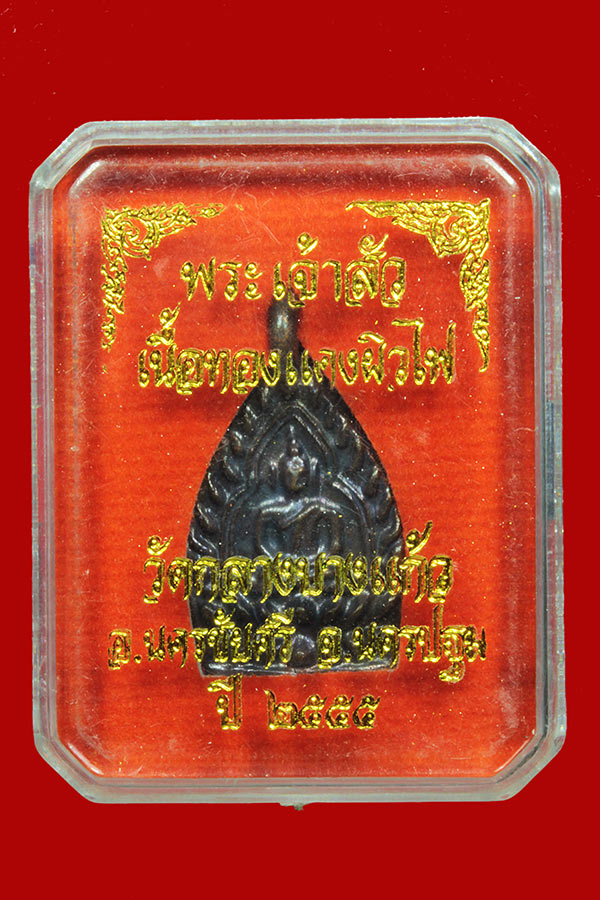 พระเจ้าสัว
เนื้อทองแดงผิวไฟ
วัดกลางบางแก้ว
อ.นครชัยศรี จ.นครปฐม
ปี ๒๕๕๕